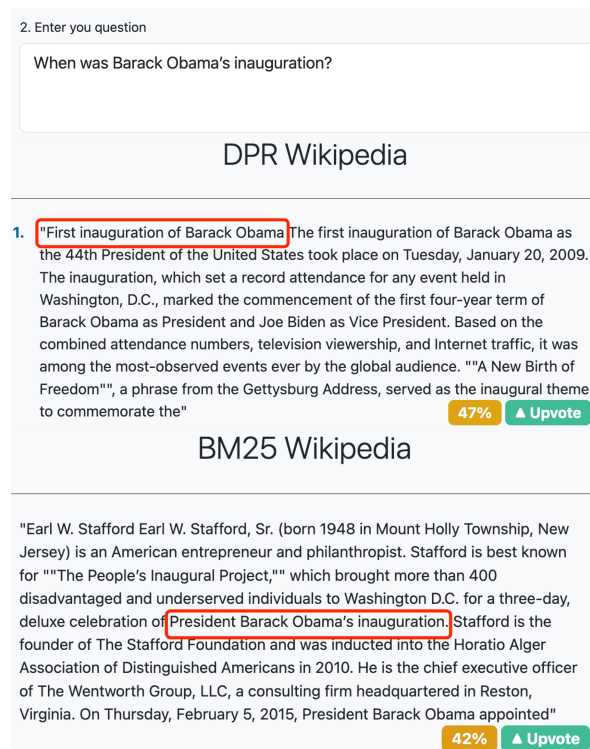 2. Enter you question
When was Barack Obama’s inauguration?
DPR Wikipedia
1. "First inauguration of Barack Obama The first inauguration of Barack Obama as
the 44th President of the United States took place on Tuesday, January 20, 2009.
The inauguration, which set a record attendance for any event held in
Washington, D.C., marked the commencement of the first four-year term of
Barack Obama as President and Joe Biden as Vice President. Based on the
combined attendance numbers, television viewership, and Internet traffic, it was
among the most-observed events ever by the global audience. ""A New Birth of
Freedom"", a phrase from the Gettysburg Address, served as the inaugural theme
to commemorate the"
47% ▲ Upvote
BM25 Wikipedia
"Earl W. Stafford Earl W. Stafford, Sr. (born 1948 in Mount Holly Township, New
Jersey) is an American entrepreneur and philanthropist. Stafford is best known
for ""The People’s Inaugural Project,"" which brought more than 400
disadvantaged and underserved individuals to Washington D.C. for a three-day,
deluxe celebration of President Barack Obama’s inauguration. Stafford is the
founder of The Stafford Foundation and was inducted into the Horatio Alger
Association of Distinguished Americans in 2010. He is the chief executive officer
of The Wentworth Group, LLC, a consulting firm headquartered in Reston,
Virginia. On Thursday, February 5, 2015, President Barack Obama appointed"
42% ▲ Upvote